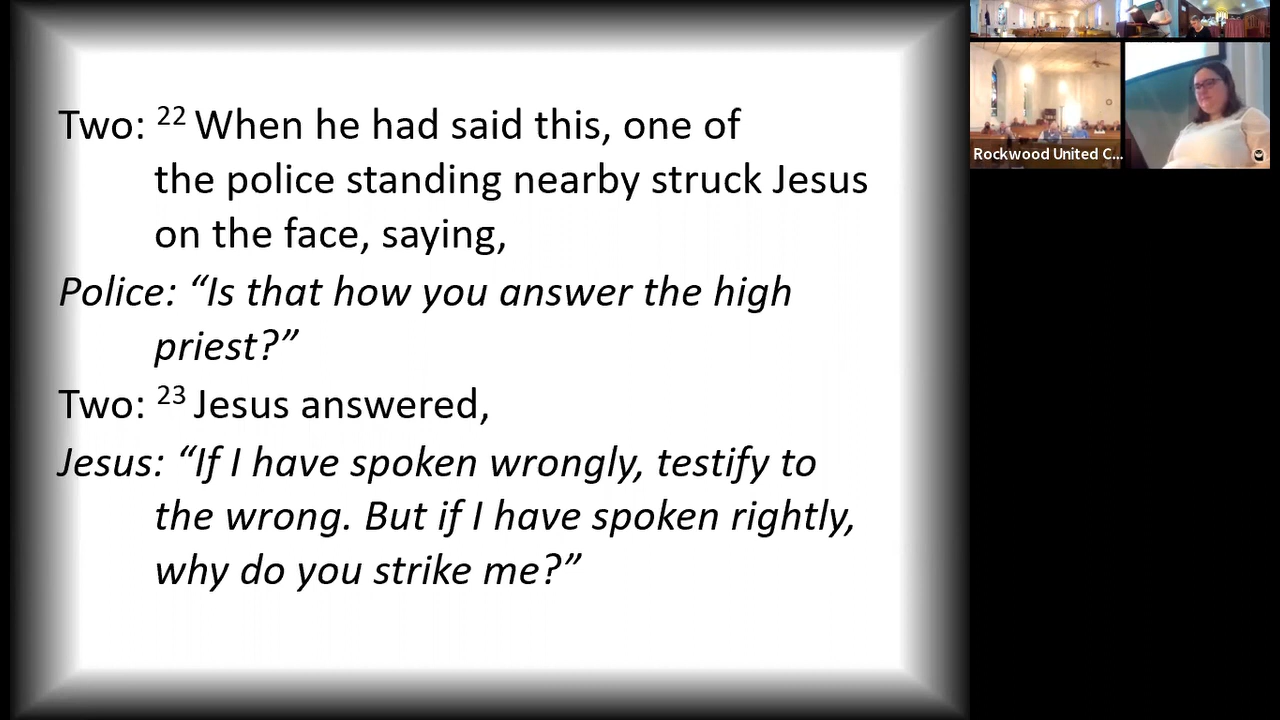 Two: 22 When he had said this, one of
the police standing nearby struck Jesus
on the face, saying,
Police: “Is that how you answer the high
priest?”
Two: 23 Jesus answered,
Jesus: “If I have spoken wrongly, testify to
the wrong. But if I have spoken rightly,
why do you strike me?”
Rockwood United C...